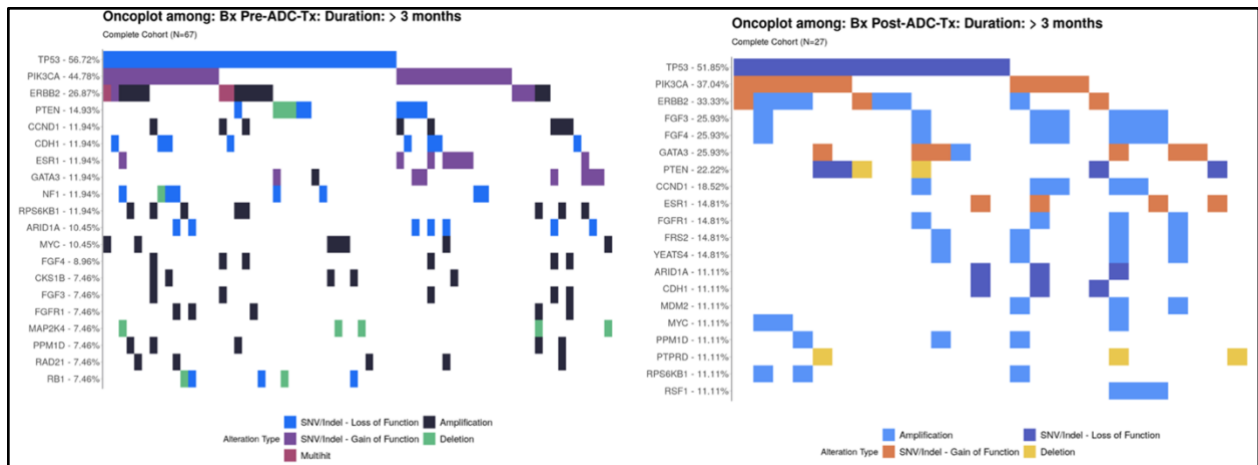 Oncoplot among: Bx Pre-ADC-Tx: Duration: > 3 months
Complete Cohort (N=67)
TP53 - 56.72%
PIK3CA - 44.78%
ERBB2 - 26.87%
PTEN - 14.93%
CCND1 - 11.94%
CDH1 - 11.94%
ESR1 - 11.94%
GATA3 - 11.94%
NF1 - 11.94%
RPS6KB1 - 11.94%
ARID1A - 10.45%
MYC - 10.45%
FGF4 - 8.96%
CKS1B - 7.46%
FGF3 - 7.46%
FGFR1 - 7.46%
MAP2K4 - 7.46%
PPM1D - 7.46%
RAD21 - 7.46%
RB1 - 7.46%
Alteration Type
SNV/Indel - Loss of Function
SNV/Indel - Gain of Function
Multihit
Amplification
Deletion
Oncoplot among: Bx Post-ADC-Tx: Duration: > 3 months
Complete Cohort (N=27)
TP53 - 51.85%
PIK3CA - 37.04%
ERBB2 - 33.33%
FGF3 - 25.93%
FGF4 - 25.93%
GATA3 - 25.93%
PTEN - 22.22%
CCND1 - 18.52%
ESR1 - 14.81%
FGFR1 - 14.81%
FRS2 - 14.81%
YEATS4 - 14.81%
ARID1A - 11.11%
CDH1 - 11.11%
MDM2 - 11.11%
MYC - 11.11%
PPM1D - 11.11%
PTPRD - 11.11%
RPS6KB1 - 11.11%
RSF1 - 11.11%
Alteration Type
Amplification
SNV/Indel - Gain of Function
SNV/Indel - Loss of Function
Deletion